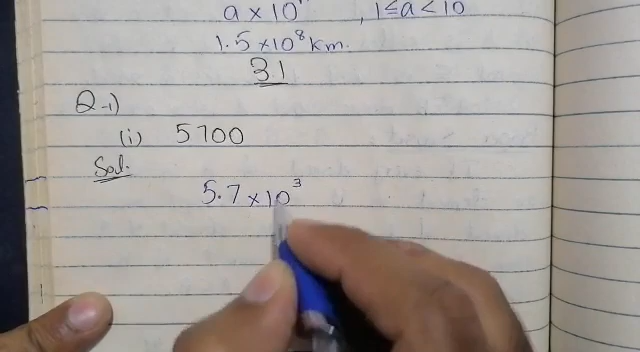 a × 10ⁿ , 1≤a<10
1.5 ×10⁸ km.
31
Q-1)
(i) 5700
Sol:
5.7 ×10³